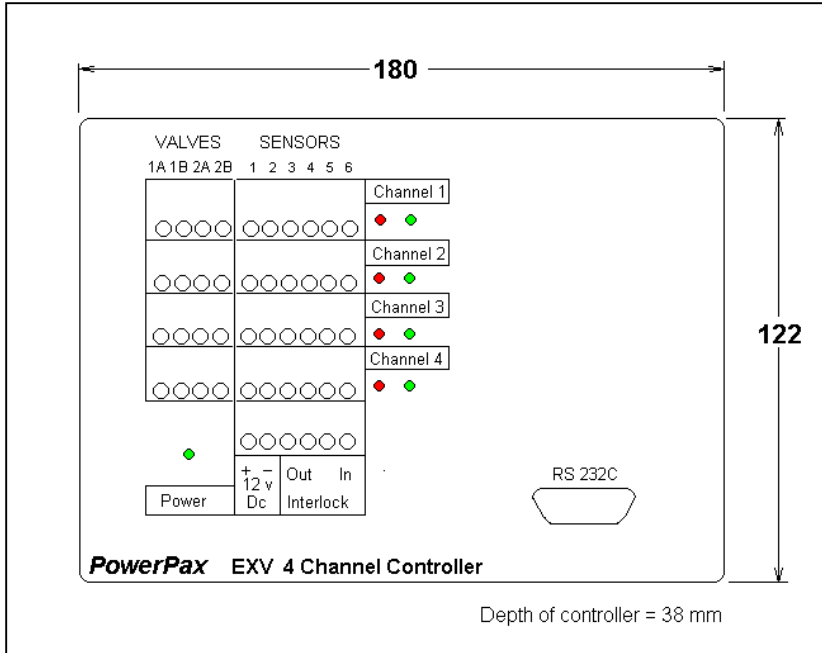 180
VALVES SENSORS
1A 1B 2A 2B 1 2 3 4 5 6
Channel 1
Channel 2
Channel 3
122
Channel 4
+ - Out In
12 v
Power Dc Interlock
RS 232C
PowerPax EXV 4 Channel Controller
Depth of controller = 38 mm